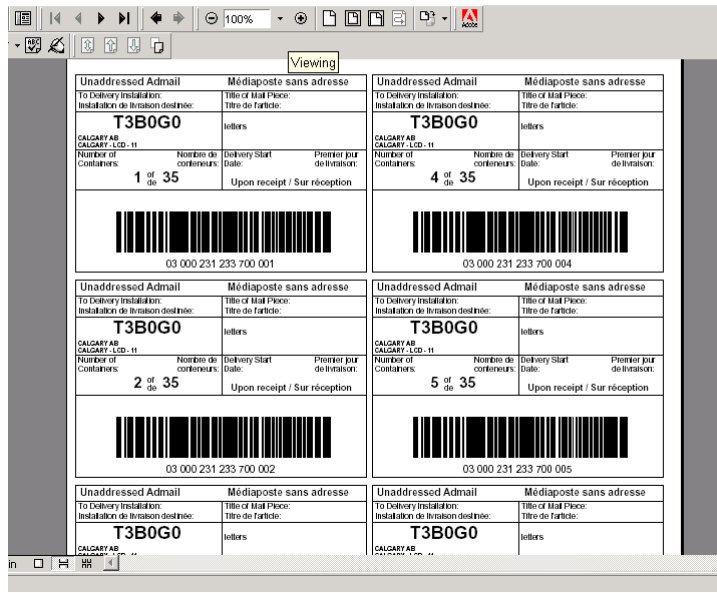 100%
Adobe
ABC
Viewing
Unaddressed Admail Médiaposte sans adresse
To Delivery Installation: Title of Mail Piece:
Installation de livraison destinée: Titre de l'article:
T3B0G0 letters
CALGARY AB
CALGARY - LCD - 11
Number of Nombre de Delivery Start Premier jour
Containers: conteneurs: Date: de livraison:
1 of de 35 Upon receipt / Sur réception
03 000 231 233 700 001
Unaddressed Admail Médiaposte sans adresse
To Delivery Installation: Title of Mail Piece:
Installation de livraison destinée: Titre de l'article:
T3B0G0 letters
CALGARY AB
CALGARY - LCD - 11
Number of Nombre de Delivery Start Premier jour
Containers: conteneurs: Date: de livraison:
4 of de 35 Upon receipt / Sur réception
03 000 231 233 700 004
Unaddressed Admail Médiaposte sans adresse
To Delivery Installation: Title of Mail Piece:
Installation de livraison destinée: Titre de l'article:
T3B0G0 letters
CALGARY AB
CALGARY - LCD - 11
Number of Nombre de Delivery Start Premier jour
Containers: conteneurs: Date: de livraison:
2 of de 35 Upon receipt / Sur réception
03 000 231 233 700 002
Unaddressed Admail Médiaposte sans adresse
To Delivery Installation: Title of Mail Piece:
Installation de livraison destinée: Titre de l'article:
T3B0G0 letters
CALGARY AB
CALGARY - LCD - 11
Number of Nombre de Delivery Start Premier jour
Containers: conteneurs: Date: de livraison:
5 of de 35 Upon receipt / Sur réception
03 000 231 233 700 005
Unaddressed Admail Médiaposte sans adresse
To Delivery Installation: Title of Mail Piece:
Installation de livraison destinée: Titre de l'article:
T3B0G0 letters
CALGARY AB
Unaddressed Admail Médiaposte sans adresse
To Delivery Installation: Title of Mail Piece:
Installation de livraison destinée: Titre de l'article:
T3B0G0 letters
CALGARY AB
in